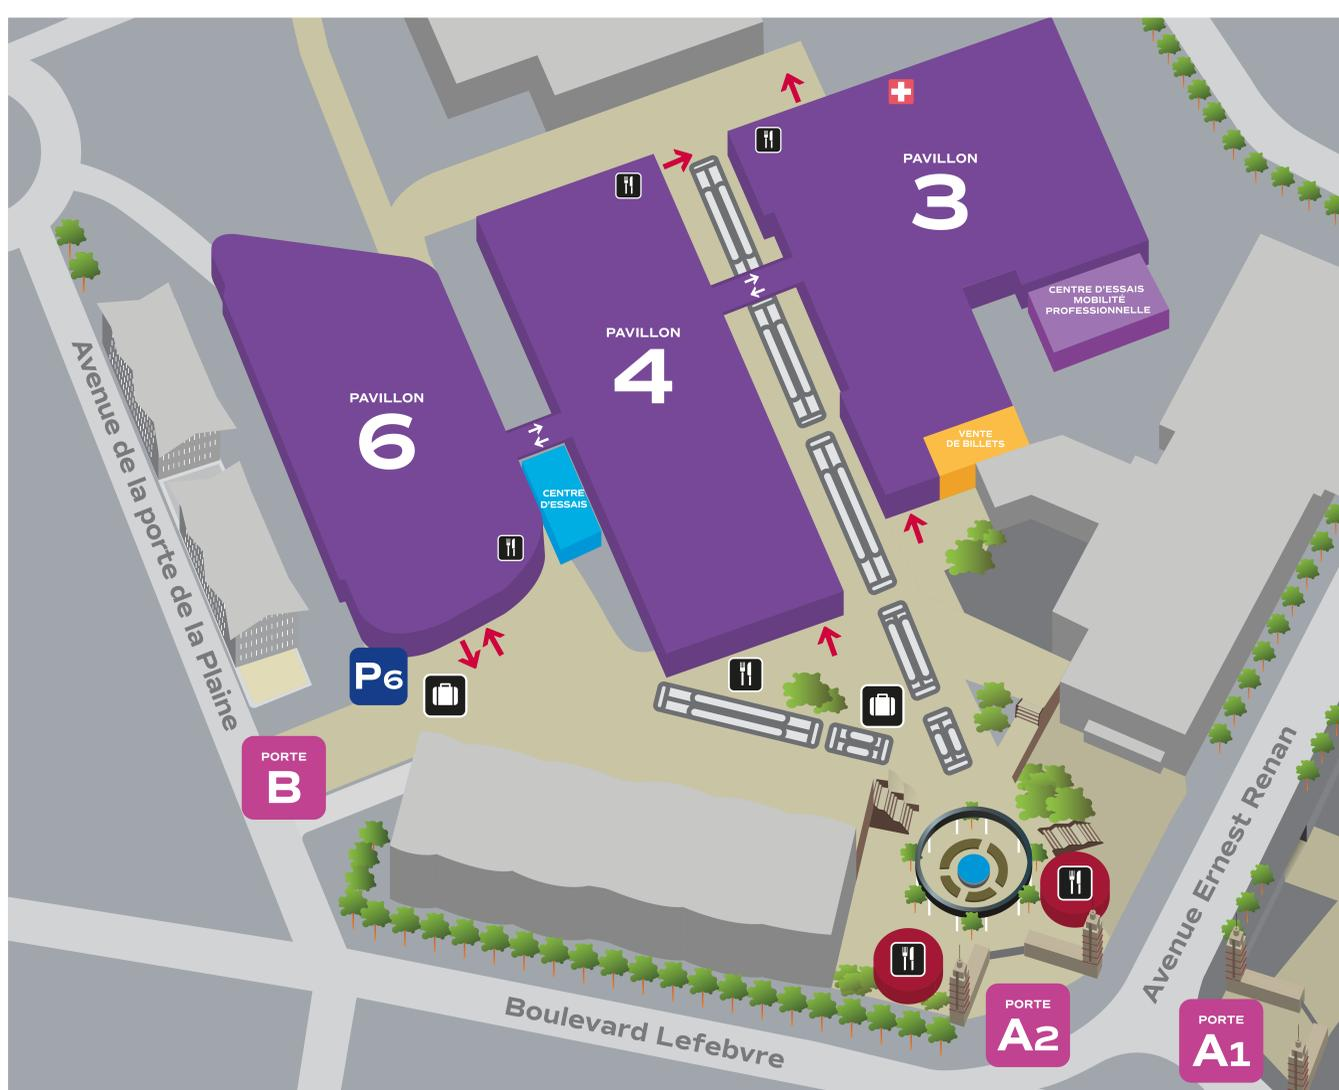 PAVILLON
3
CENTRE D'ESSAIS
MOBILITÉ
PROFESSIONNELLE
PAVILLON
4
PAVILLON
6
VENTE
DE BILLETS
CENTRE
D'ESSAIS
Avenue de la porte de la Plaine
P6
PORTE
B
Avenue Ernest Renan
Boulevard Lefebvre
PORTE
A2
PORTE
A1